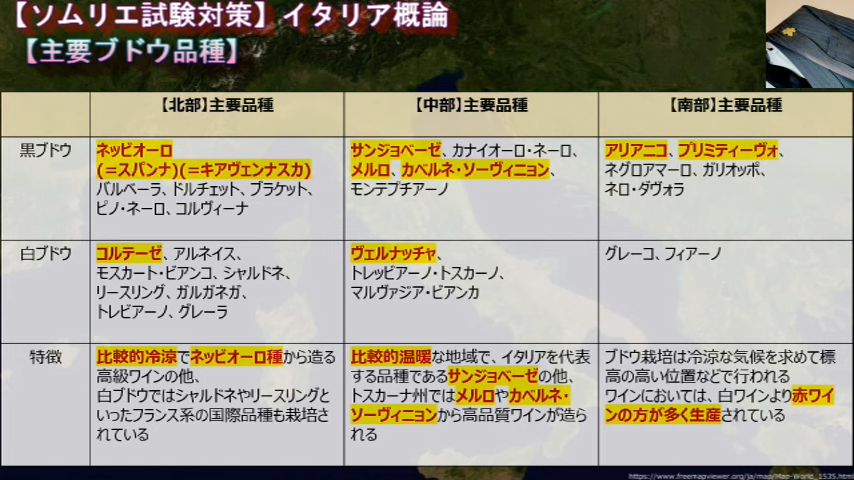 【ソムリエ試験対策】イタリア概論
【主要ブドウ品種】
【北部】主要品種
【中部】主要品種
【南部】主要品種
黒ブドウ
ネッビオーロ
(=スパンナ)(=キアヴェンナスカ)
バルベーラ、ドルチェット、ブラケット、
ピノ・ネーロ、コルヴィーナ
サンジョベーゼ、カナイオーロ・ネーロ、
メルロ、カベルネ・ソーヴィニョン、
モンテプチアーノ
アリアニコ、プリミティーヴォ、
ネグロアマーロ、ガリオッポ、
ネロ・ダヴォラ
白ブドウ
コルテーゼ、アルネイス、
モスカート・ビアンコ、シャルドネ、
リースリング、ガルガネガ、
トレビアーノ、グレーラ
ヴェルナッチャ、
トレッビアーノ・トスカーノ、
マルヴァジア・ビアンカ
グレーコ、フィアーノ
特徴
比較的冷涼でネッビオーロ種から造る
高級ワインの他、
白ブドウではシャルドネやリースリングと
いったフランス系の国際品種も栽培さ
れている
比較的温暖な地域で、イタリアを代表
する品種であるサンジョベーゼの他、
トスカーナ州ではメルロやカベルネ・
ソーヴィニョンから高品質ワインが造ら
れる
ブドウ栽培は冷涼な気候を求めて標
高の高い位置などで行われる
ワインにおいては、白ワインより赤ワイ
ンの方が多く生産されている
https://www.freemapviewer.org/ja/map/Map-World_1535.html